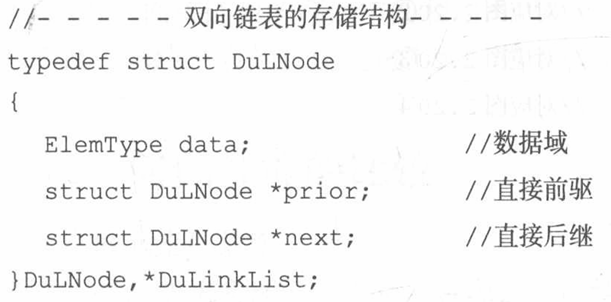 //- - - - - 双向链表的存储结构- - - - -
typedef struct DuLNode
{
ElemType data; //数据域
struct DuLNode *prior; //直接前驱
struct DuLNode *next; //直接后继
}DuLNode,*DuLinkList;